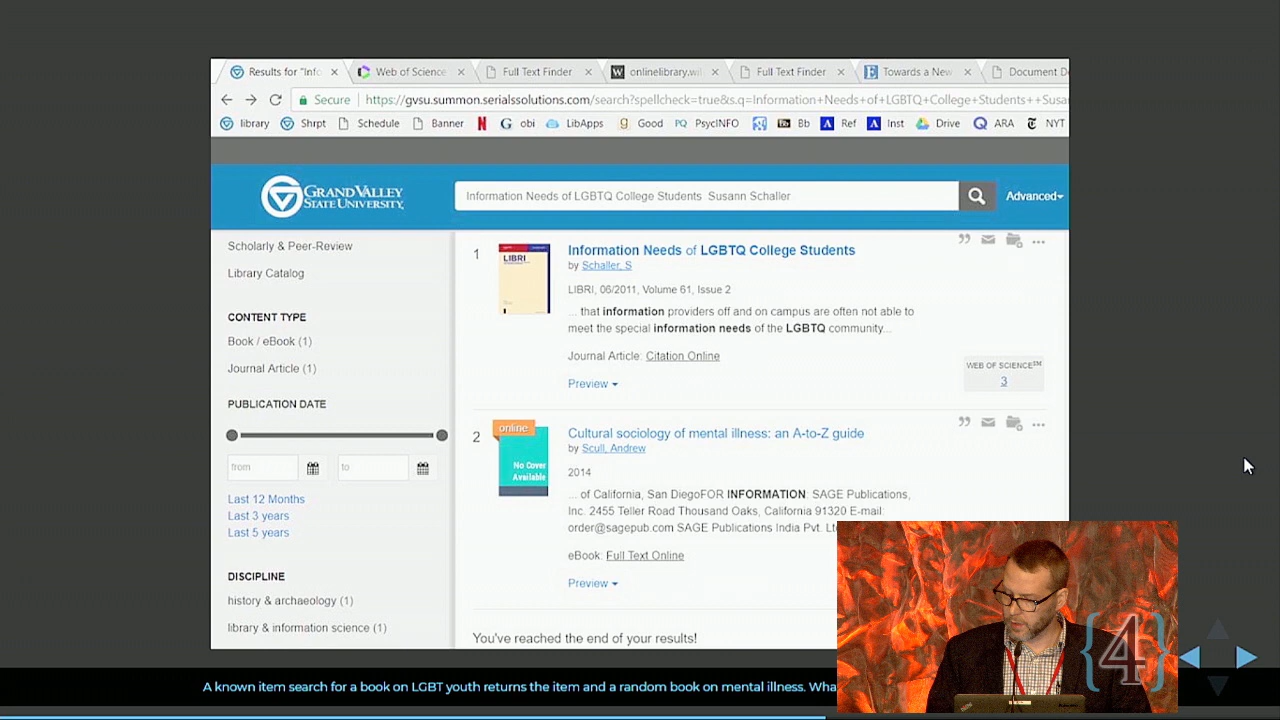 Results for "Info
Web of Science
Full Text Finder
onlinelibrary.wi
Full Text Finder
Towards a New
Document De
Secure
https://gvsu.summon.serialssolutions.com/search?spellcheck=true&s.q=Information+Needs+of+LGBTQ+College+Students++Susa
library Shrpt Schedule Banner N G obi LibApps g Good PQ PsycINFO Bb A Ref A Inst Drive Q ARA NYT
GRAND VALLEY
STATE UNIVERSITY
Information Needs of LGBTQ College Students Susann Schaller
Advanced
Scholarly & Peer-Review
Library Catalog
CONTENT TYPE
Book / eBook (1)
Journal Article (1)
PUBLICATION DATE
from
to
Last 12 Months
Last 3 years
Last 5 years
DISCIPLINE
history & archaeology (1)
library & information science (1)
1
LIBRI
Information Needs of LGBTQ College Students
by Schaller, S
LIBRI, 06/2011, Volume 61, Issue 2
... that information providers off and on campus are often not able to
meet the special information needs of the LGBTQ community...
Journal Article: Citation Online
Preview
WEB OF SCIENCE™
3
2
online
No Cover
Available
Cultural sociology of mental illness: an A-to-Z guide
by Scull, Andrew
2014
... of California, San DiegoFOR INFORMATION: SAGE Publications,
Inc. 2455 Teller Road Thousand Oaks, California 91320 E-mail:
order@sagepub.com SAGE Publications India Pvt. Lt
eBook: Full Text Online
Preview
You've reached the end of your results!
A known item search for a book on LGBT youth returns the item and a random book on mental illness. Wha
{4}